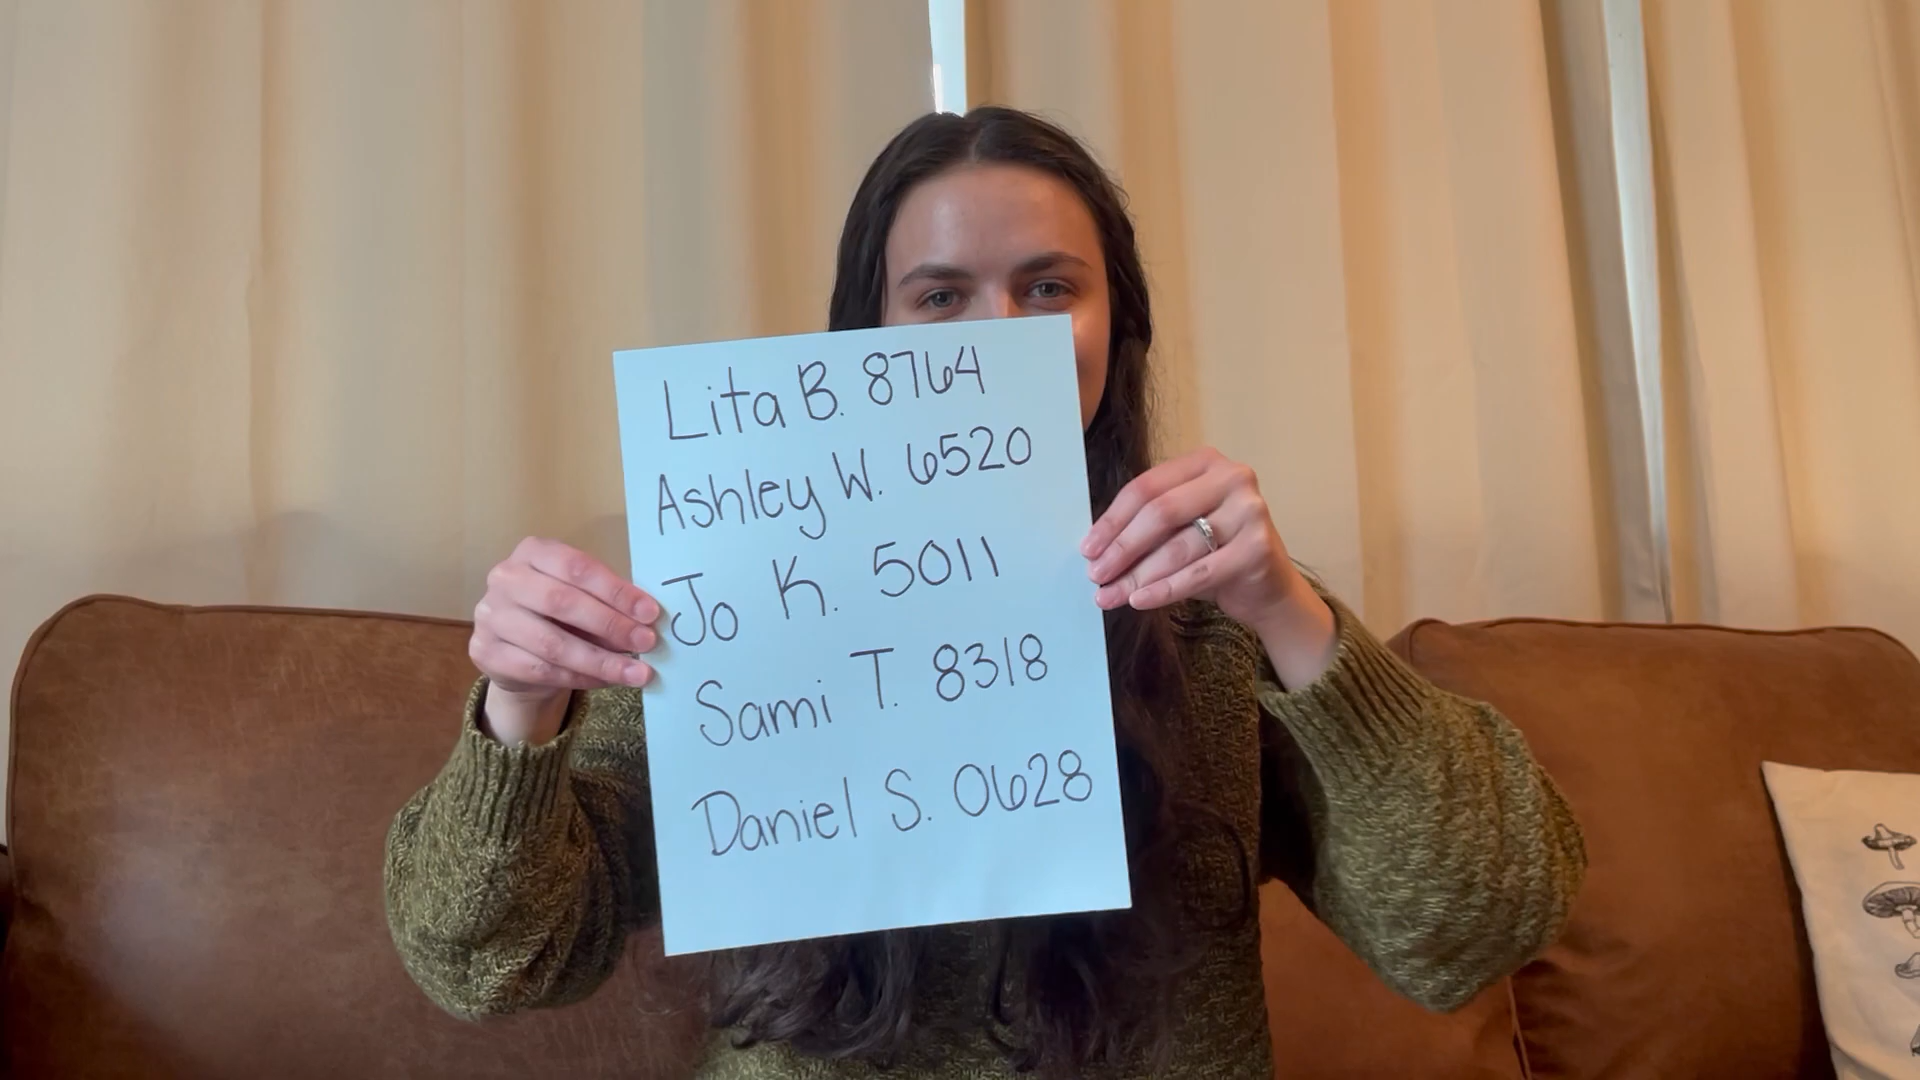 Lita B. 8764
Ashley W. 6520
Jo K. 5011
Sami T. 8318
Daniel S. 0628